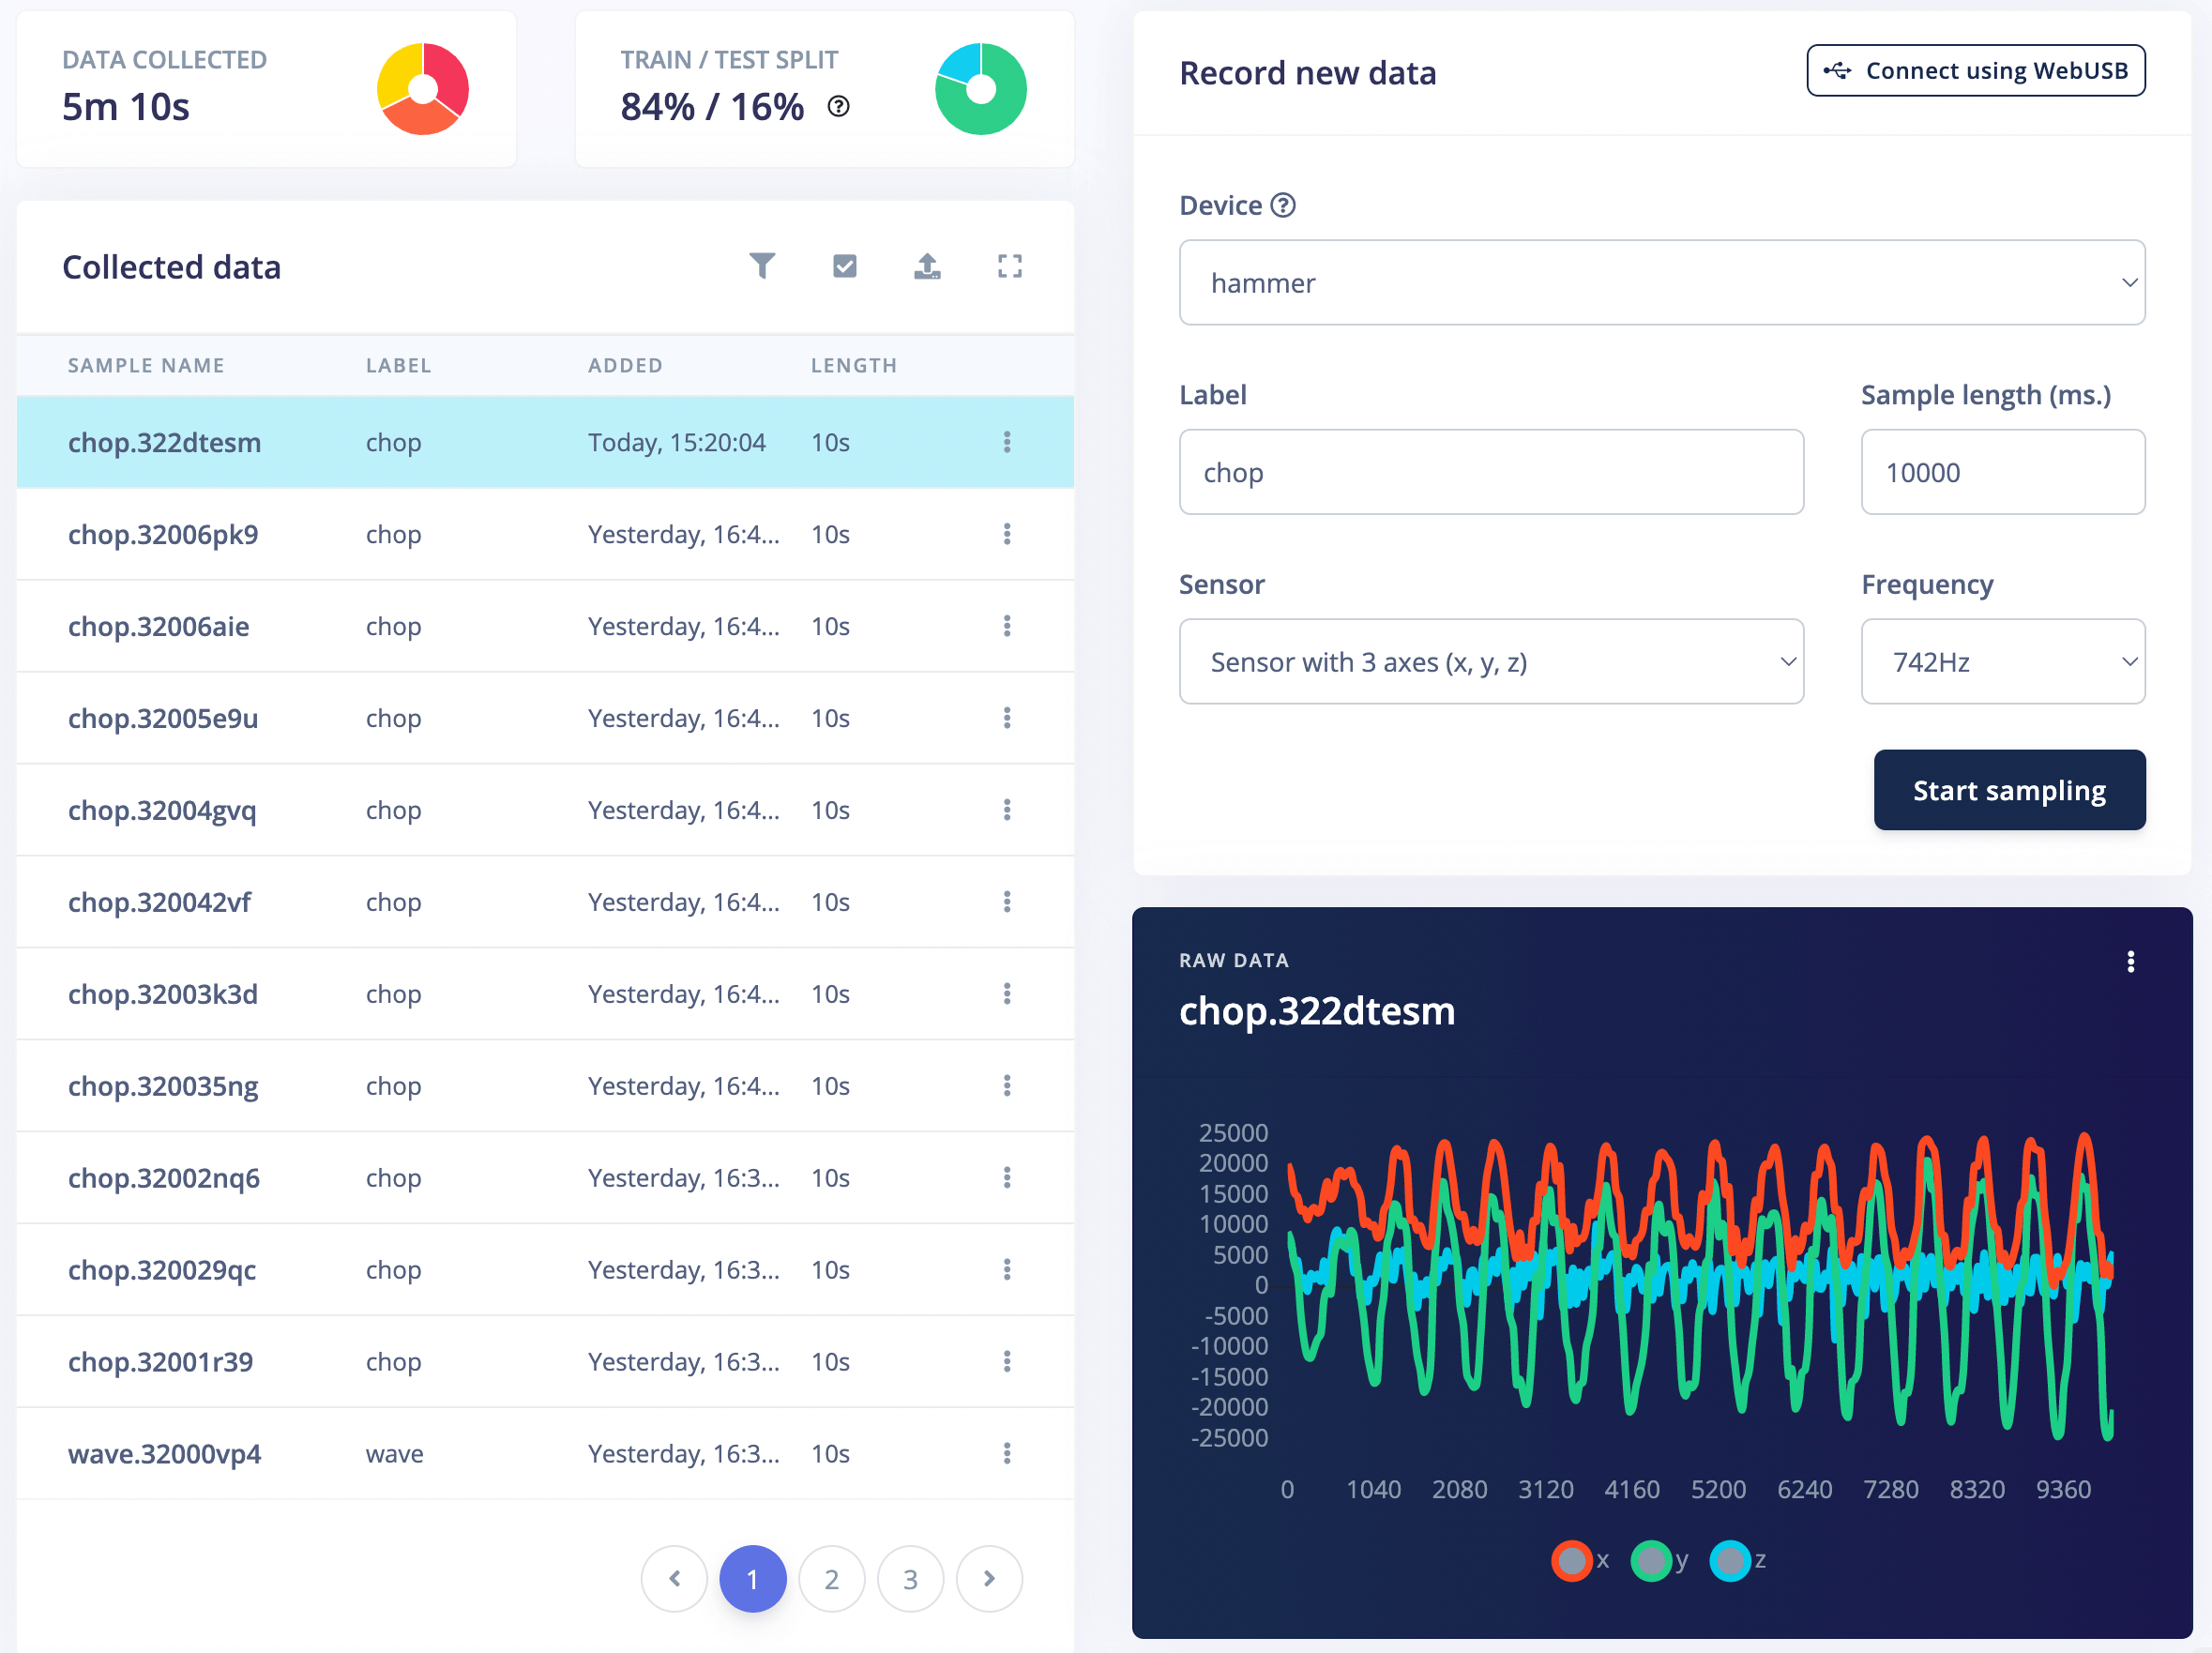 DATA COLLECTED
5m 10s
TRAIN / TEST SPLIT
84% / 16%
Collected data
SAMPLE NAME LABEL ADDED LENGTH
chop.322dtesm chop Today, 15:20:04 10s
chop.32006pk9 chop Yesterday, 16:4... 10s
chop.32006aie chop Yesterday, 16:4... 10s
chop.32005e9u chop Yesterday, 16:4... 10s
chop.32004gvq chop Yesterday, 16:4... 10s
chop.320042vf chop Yesterday, 16:4... 10s
chop.32003k3d chop Yesterday, 16:4... 10s
chop.320035ng chop Yesterday, 16:4... 10s
chop.32002nq6 chop Yesterday, 16:3... 10s
chop.320029qc chop Yesterday, 16:3... 10s
chop.32001r39 chop Yesterday, 16:3... 10s
wave.32000vp4 wave Yesterday, 16:3... 10s
1 2 3
Record new data
Connect using WebUSB
Device
hammer
Label Sample length (ms.)
chop 10000
Sensor Frequency
Sensor with 3 axes (x, y, z) 742Hz
Start sampling
RAW DATA
chop.322dtesm
25000
20000
15000
10000
5000
0
-5000
-10000
-15000
-20000
-25000
0 1040 2080 3120 4160 5200 6240 7280 8320 9360
x y z